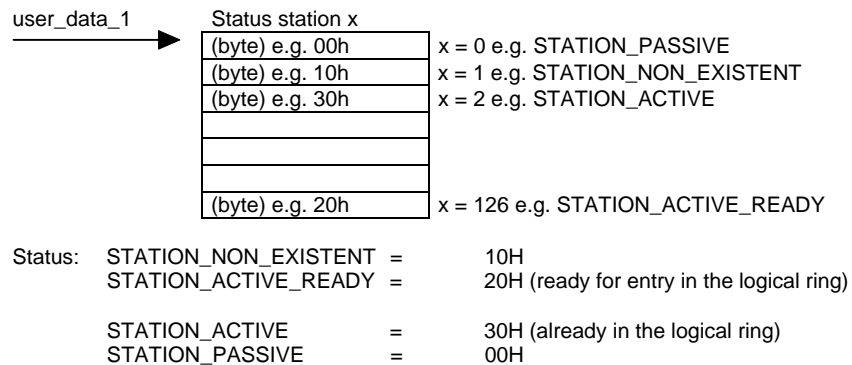 user_data_1 Status station x
(byte) e.g. 00h x = 0 e.g. STATION_PASSIVE
(byte) e.g. 10h x = 1 e.g. STATION_NON_EXISTENT
(byte) e.g. 30h x = 2 e.g. STATION_ACTIVE
(byte) e.g. 20h x = 126 e.g. STATION_ACTIVE_READY
Status: STATION_NON_EXISTENT = 10H
STATION_ACTIVE_READY = 20H (ready for entry in the logical ring)
STATION_ACTIVE = 30H (already in the logical ring)
STATION_PASSIVE = 00H